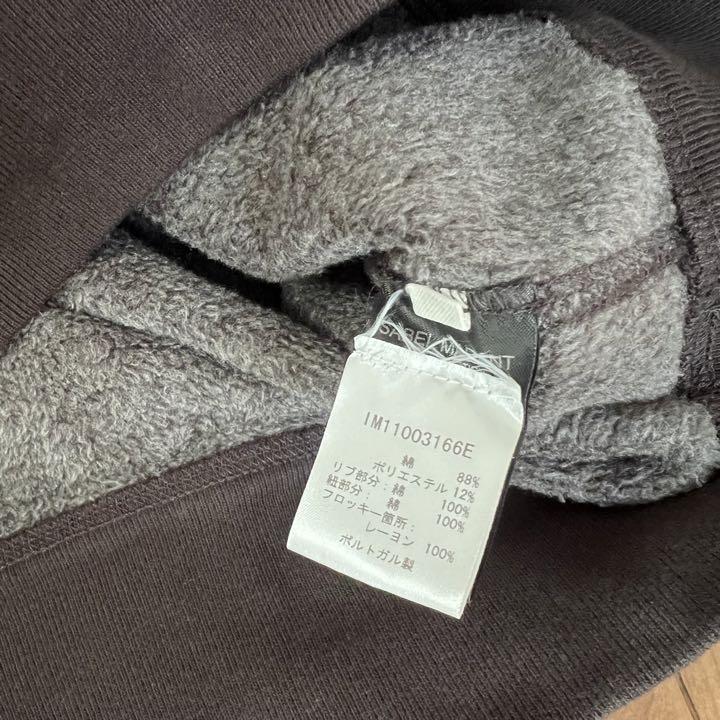 ISABEL MARANT
IM11003166E
綿 88%
ポリエステル 12%
リブ部分：綿 100%
紐部分：綿 100%
フロッキー箇所：
レーヨン 100%
ポルトガル製